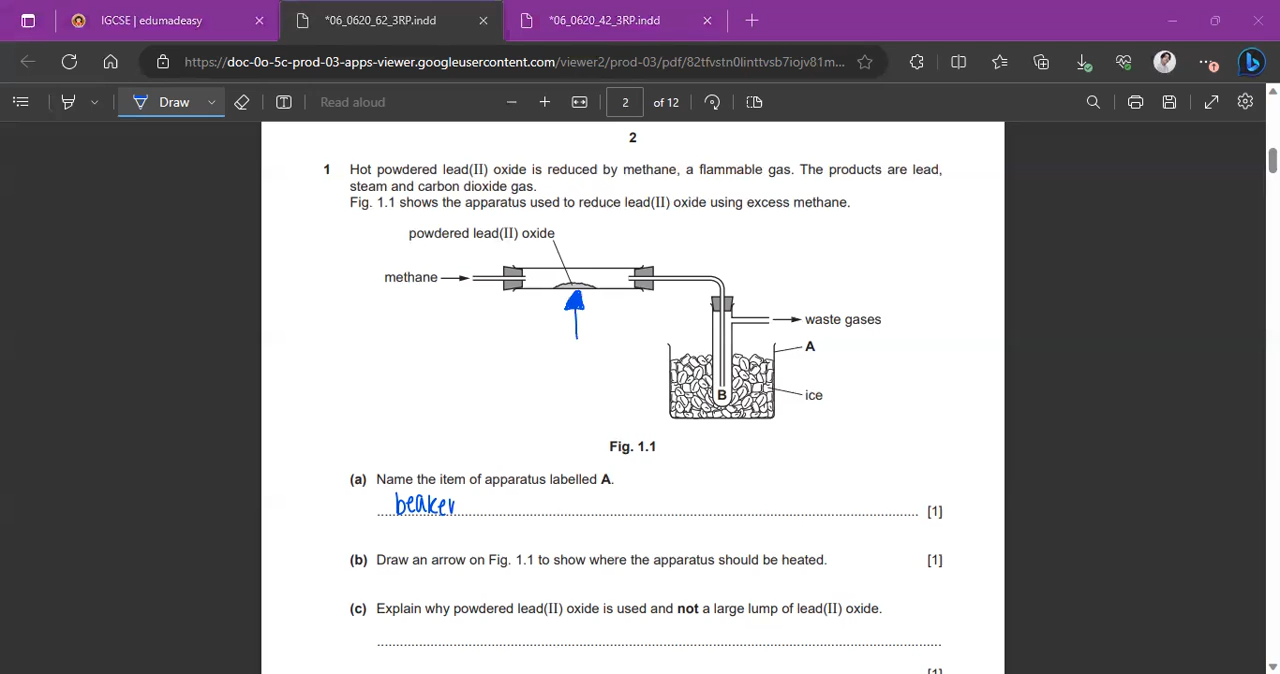 IGCSE | edumadeasy
*06_0620_62_3RP.indd
*06_0620_42_3RP.indd
https://doc-0o-5c-prod-03-apps-viewer.googleusercontent.com/viewer2/prod-03/pdf/82tfvstn0linttvsb7iojv81m...
Draw
Read aloud
2 of 12
2
1 Hot powdered lead(II) oxide is reduced by methane, a flammable gas. The products are lead,
steam and carbon dioxide gas.
Fig. 1.1 shows the apparatus used to reduce lead(II) oxide using excess methane.
powdered lead(II) oxide
methane
waste gases
A
B
ice
Fig. 1.1
(a) Name the item of apparatus labelled A.
beaker
[1]
(b) Draw an arrow on Fig. 1.1 to show where the apparatus should be heated. [1]
(c) Explain why powdered lead(II) oxide is used and not a large lump of lead(II) oxide.
[1]